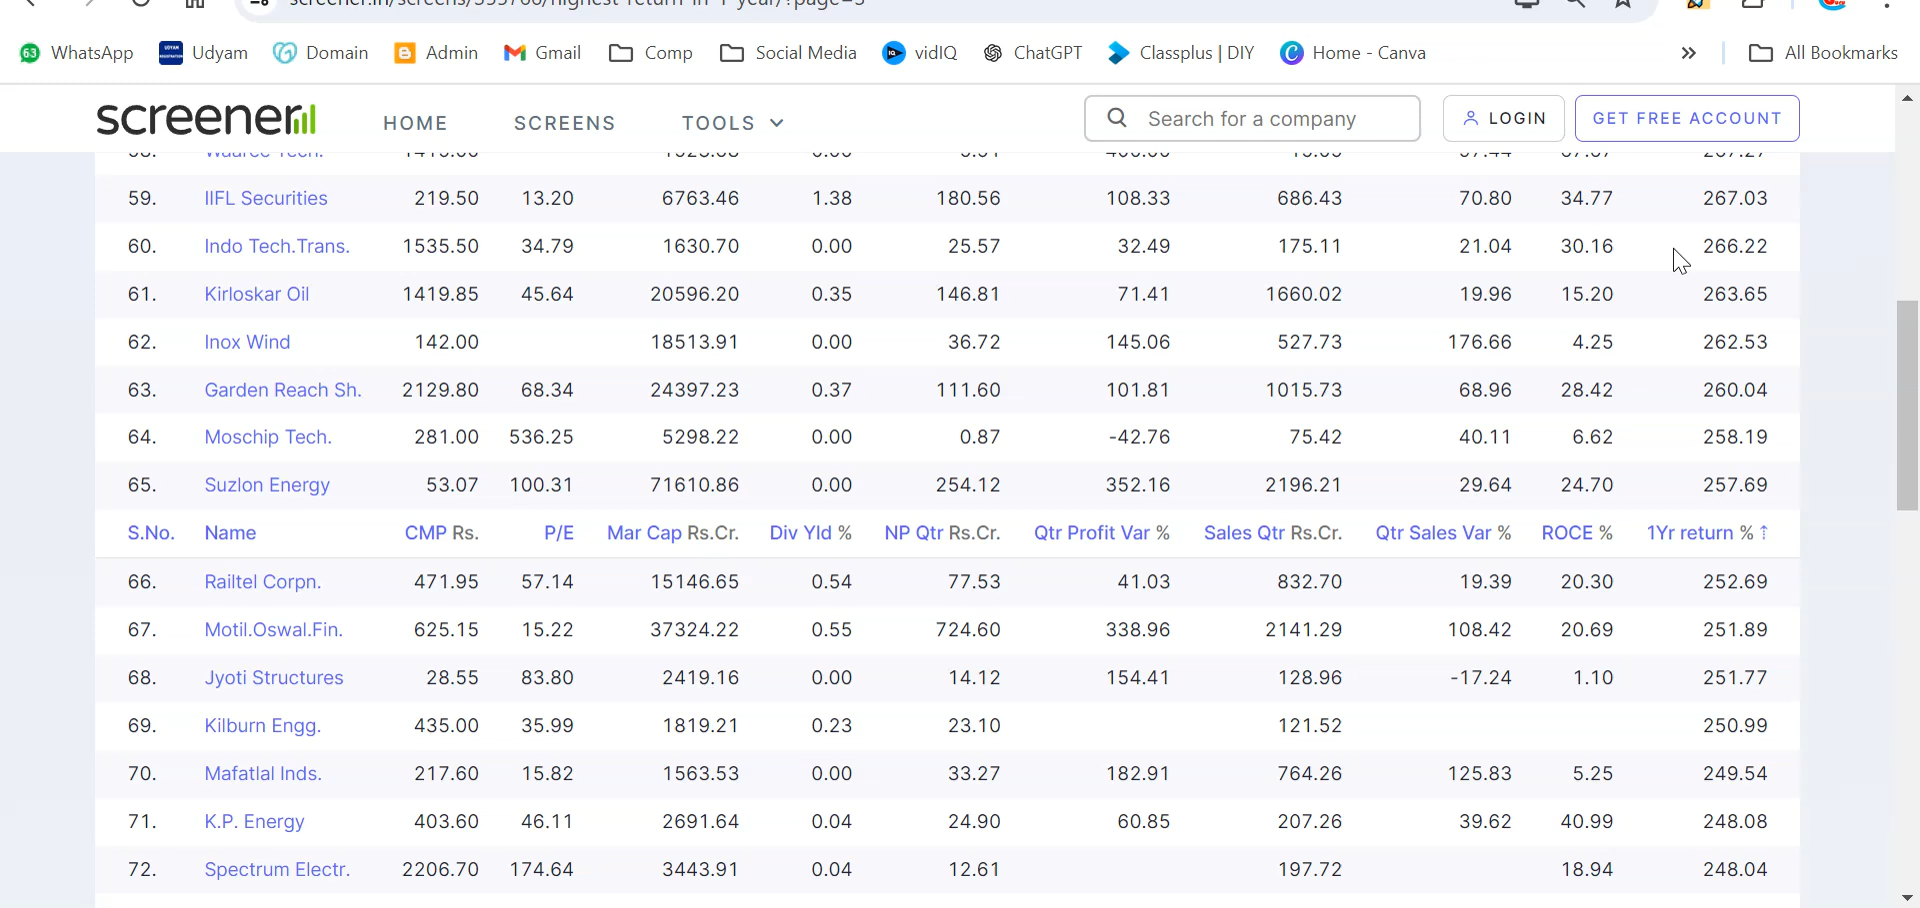 WhatsApp Udyam Domain Admin Gmail Comp Social Media vidIQ ChatGPT Classplus | DIY Home - Canva » All Bookmarks
screener HOME SCREENS TOOLS Search for a company LOGIN GET FREE ACCOUNT
59. IIFL Securities 219.50 13.20 6763.46 1.38 180.56 108.33 686.43 70.80 34.77 267.03
60. Indo Tech.Trans. 1535.50 34.79 1630.70 0.00 25.57 32.49 175.11 21.04 30.16 266.22
61. Kirloskar Oil 1419.85 45.64 20596.20 0.35 146.81 71.41 1660.02 19.96 15.20 263.65
62. Inox Wind 142.00 18513.91 0.00 36.72 145.06 527.73 176.66 4.25 262.53
63. Garden Reach Sh. 2129.80 68.34 24397.23 0.37 111.60 101.81 1015.73 68.96 28.42 260.04
64. Moschip Tech. 281.00 536.25 5298.22 0.00 0.87 -42.76 75.42 40.11 6.62 258.19
65. Suzlon Energy 53.07 100.31 71610.86 0.00 254.12 352.16 2196.21 29.64 24.70 257.69
S.No. Name CMP Rs. P/E Mar Cap Rs.Cr. Div Yld % NP Qtr Rs.Cr. Qtr Profit Var % Sales Qtr Rs.Cr. Qtr Sales Var % ROCE % 1Yr return % ↑
66. Railtel Corpn. 471.95 57.14 15146.65 0.54 77.53 41.03 832.70 19.39 20.30 252.69
67. Motil.Oswal.Fin. 625.15 15.22 37324.22 0.55 724.60 338.96 2141.29 108.42 20.69 251.89
68. Jyoti Structures 28.55 83.80 2419.16 0.00 14.12 154.41 128.96 -17.24 1.10 251.77
69. Kilburn Engg. 435.00 35.99 1819.21 0.23 23.10 121.52 250.99
70. Mafatlal Inds. 217.60 15.82 1563.53 0.00 33.27 182.91 764.26 125.83 5.25 249.54
71. K.P. Energy 403.60 46.11 2691.64 0.04 24.90 60.85 207.26 39.62 40.99 248.08
72. Spectrum Electr. 2206.70 174.64 3443.91 0.04 12.61 197.72 18.94 248.04